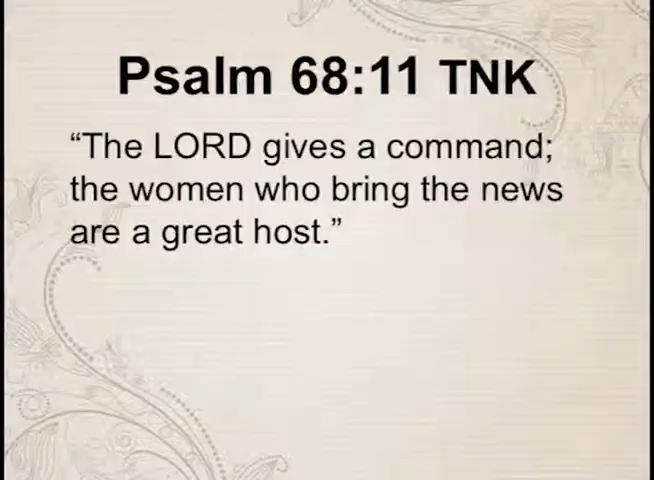 Psalm 68:11 TNK
“The LORD gives a command;
the women who bring the news
are a great host.”